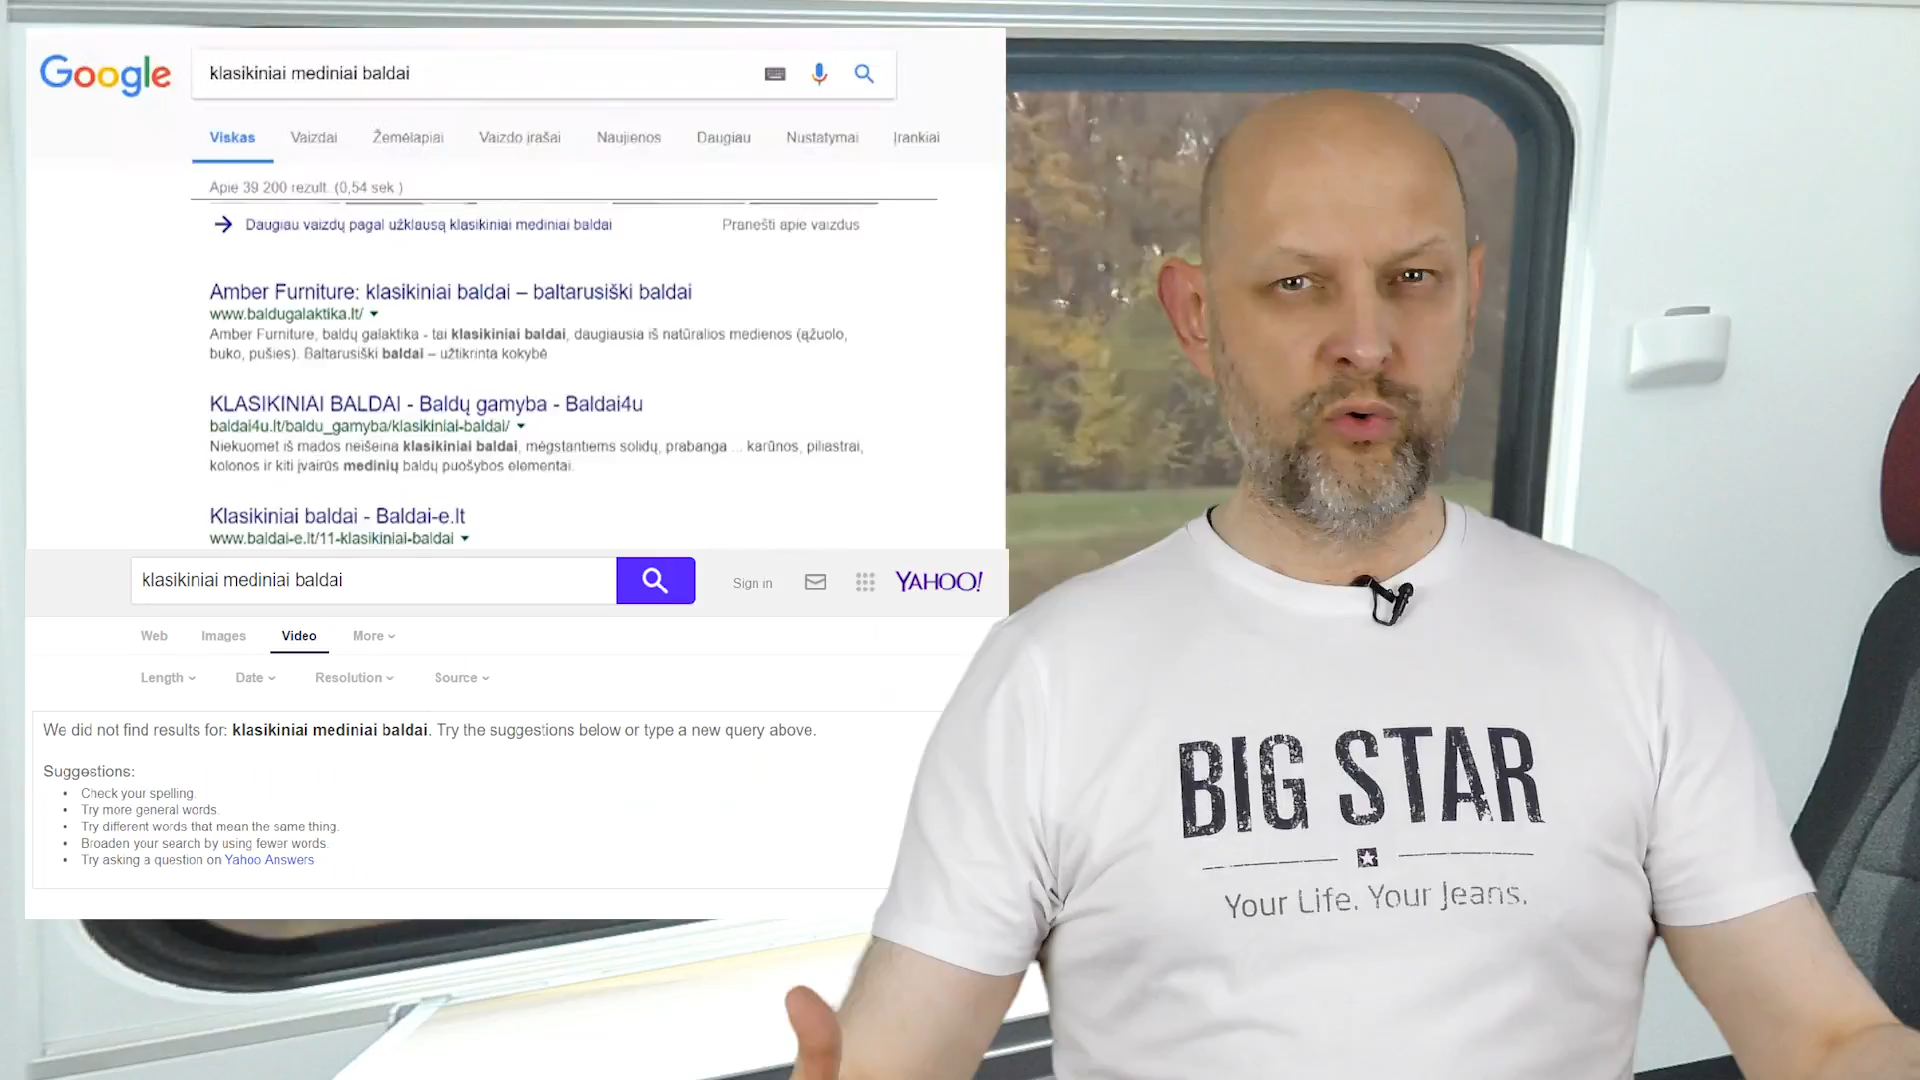 Google
klasikiniai mediniai baldai
Viskas Vaizdai Žemėlapiai Vaizdo įrašai Naujienos Daugiau Nustatymai Įrankiai
Apie 39 200 rezult. (0,54 sek.)
Daugiau vaizdų pagal užklausą klasikiniai mediniai baldai Pranešti apie vaizdus
Amber Furniture: klasikiniai baldai – baltarusiški baldai
www.baldugalaktika.lt/
Amber Furniture, baldų galaktika - tai klasikiniai baldai, daugiausia iš natūralios medienos (ąžuolo,
buko, pušies). Baltarusiški baldai – užtikrinta kokybė
KLASIKINIAI BALDAI - Baldų gamyba - Baldai4u
baldai4u.lt/baldu_gamyba/klasikiniai-baldai/
Niekuomet iš mados neišeina klasikiniai baldai, mėgstantiems solidų, prabanga ... karūnos, piliastrai,
kolonos ir kiti įvairūs medinių baldų puošybos elementai.
Klasikiniai baldai - Baldai-e.lt
www.baldai-e.lt/11-klasikiniai-baldai
klasikiniai mediniai baldai
Sign in YAHOO!
Web Images Video More
Length Date Resolution Source
We did not find results for: klasikiniai mediniai baldai. Try the suggestions below or type a new query above.
Suggestions:
• Check your spelling.
• Try more general words.
• Try different words that mean the same thing.
• Broaden your search by using fewer words.
• Try asking a question on Yahoo Answers
BIG STAR
Your Life. Your Jeans.